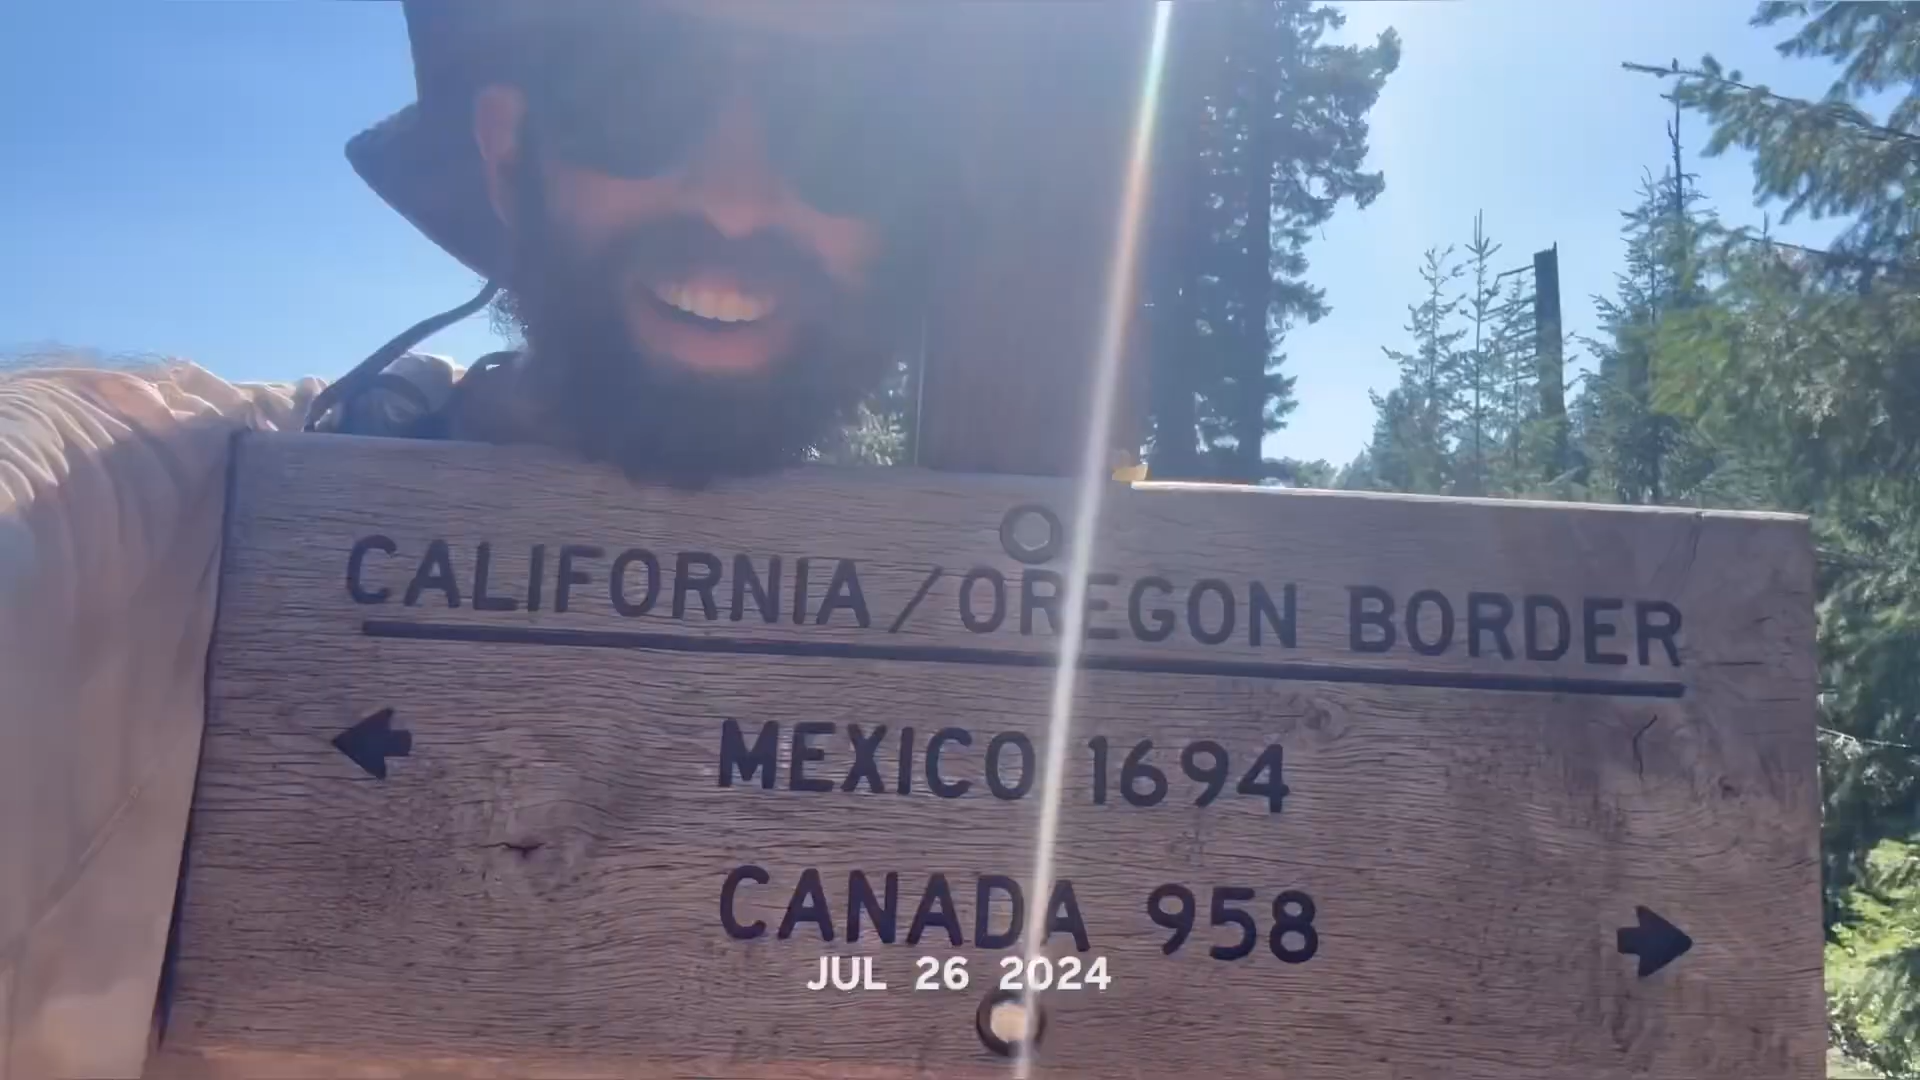 CALIFORNIA/OREGON BORDER
MEXICO 1694
CANADA 958
JUL 26 2024